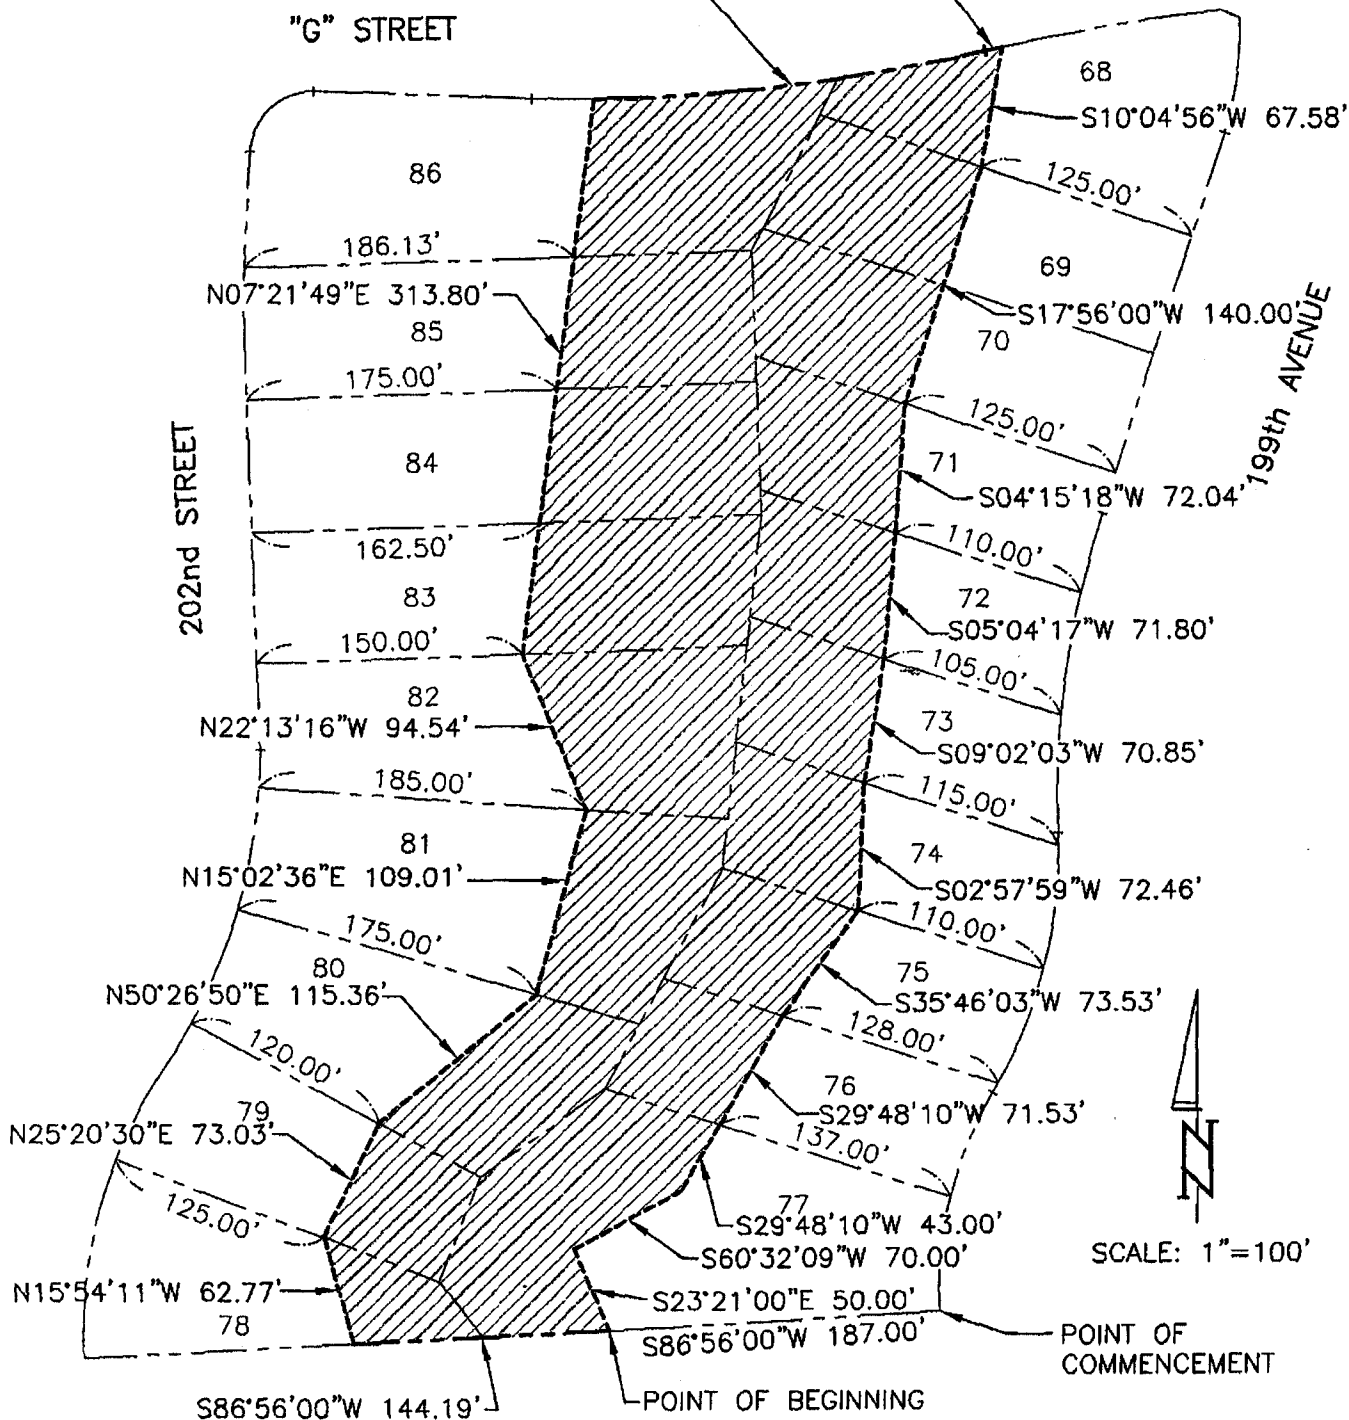 "G" STREET
68
S10°04'56"W 67.58'
86
125.00'
186.13'
69
N07°21'49"E 313.80'
S17°56'00"W 140.00'
85
70
199th AVENUE
175.00'
125.00'
202nd STREET
84
71
S04°15'18"W 72.04'
162.50'
110.00'
83
72
S05°04'17"W 71.80'
150.00'
105.00'
82
N22°13'16"W 94.54'
73
S09°02'03"W 70.85'
185.00'
115.00'
81
74
N15°02'36"E 109.01'
S02°57'59"W 72.46'
110.00'
175.00'
80
75
N50°26'50"E 115.36'
S35°46'03"W 73.53'
120.00'
128.00'
76
79
S29°48'10"W 71.53'
N25°20'30"E 73.03'
137.00'
125.00'
77
S29°48'10"W 43.00'
N
S60°32'09"W 70.00'
SCALE: 1"=100'
N15°54'11"W 62.77'
S23°21'00"E 50.00'
78
S86°56'00"W 187.00'
POINT OF
COMMENCEMENT
S86°56'00"W 144.19'
POINT OF BEGINNING